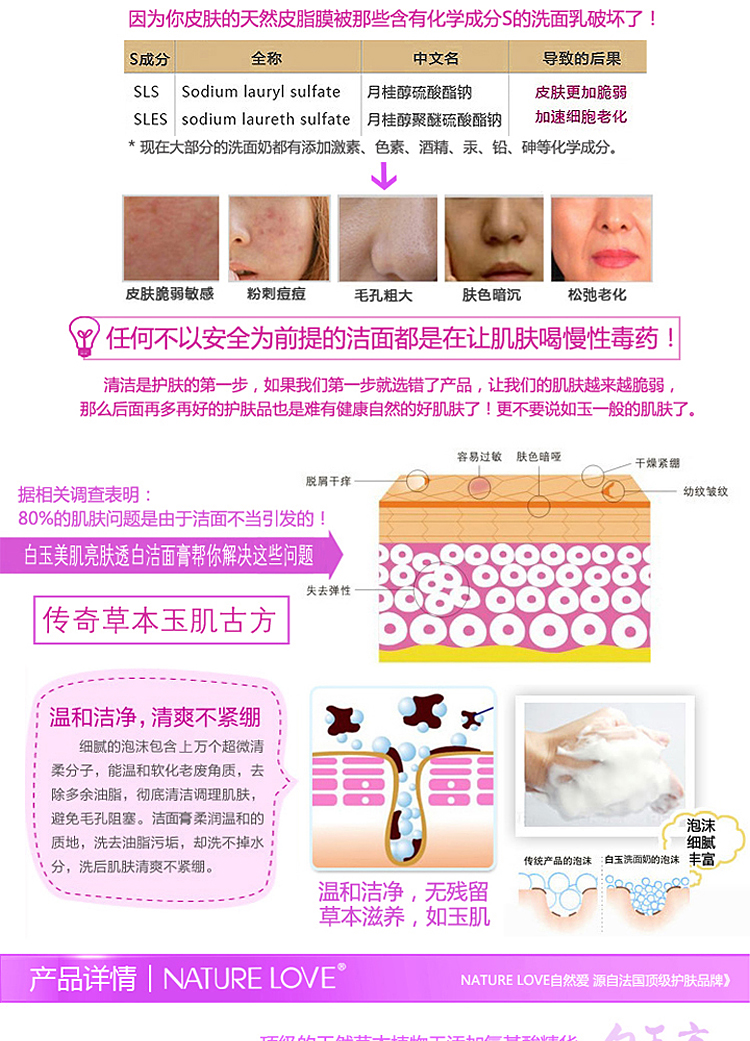 因为你皮肤的天然皮脂膜被那些含有化学成分S的洗面乳破坏了！
S成分 全称 中文名 导致的后果
SLS Sodium lauryl sulfate 月桂醇硫酸酯钠 皮肤更加脆弱
SLES sodium laureth sulfate 月桂醇聚醚硫酸酯钠 加速细胞老化
* 现在大部分的洗面奶都有添加激素、色素、酒精、汞、铅、砷等化学成分。
皮肤脆弱敏感 粉刺痘痘 毛孔粗大 肤色暗沉 松弛老化
任何不以安全为前提的洁面都是在让肌肤喝慢性毒药！
清洁是护肤的第一步，如果我们第一步就选错了产品，让我们的肌肤越来越脆弱，
那么后面再多再好的护肤品也是难有健康自然的好肌肤了！更不要说如玉一般的肌肤了。
容易过敏 肤色暗哑
干燥紧绷
脱屑干痒
幼纹皱纹
据相关调查表明：
80%的肌肤问题是由于洁面不当引发的！
白玉美肌亮肤透白洁面膏帮你解决这些问题
失去弹性
传奇草本玉肌古方
温和洁净，清爽不紧绷
细腻的泡沫包含上万个超微清
柔分子，能温和软化老废角质，去
除多余油脂，彻底清洁调理肌肤，
避免毛孔阻塞。洁面膏柔润温和的
质地，洗去油脂污垢，却洗不掉水
分，洗后肌肤清爽不紧绷。
温和洁净，无残留
草本滋养，如玉肌
泡沫
细腻
丰富
传统产品的泡沫 白玉洗面奶的泡沫
产品详情 | NATURE LOVE®
NATURE LOVE自然爱 源自法国顶级护肤品牌》